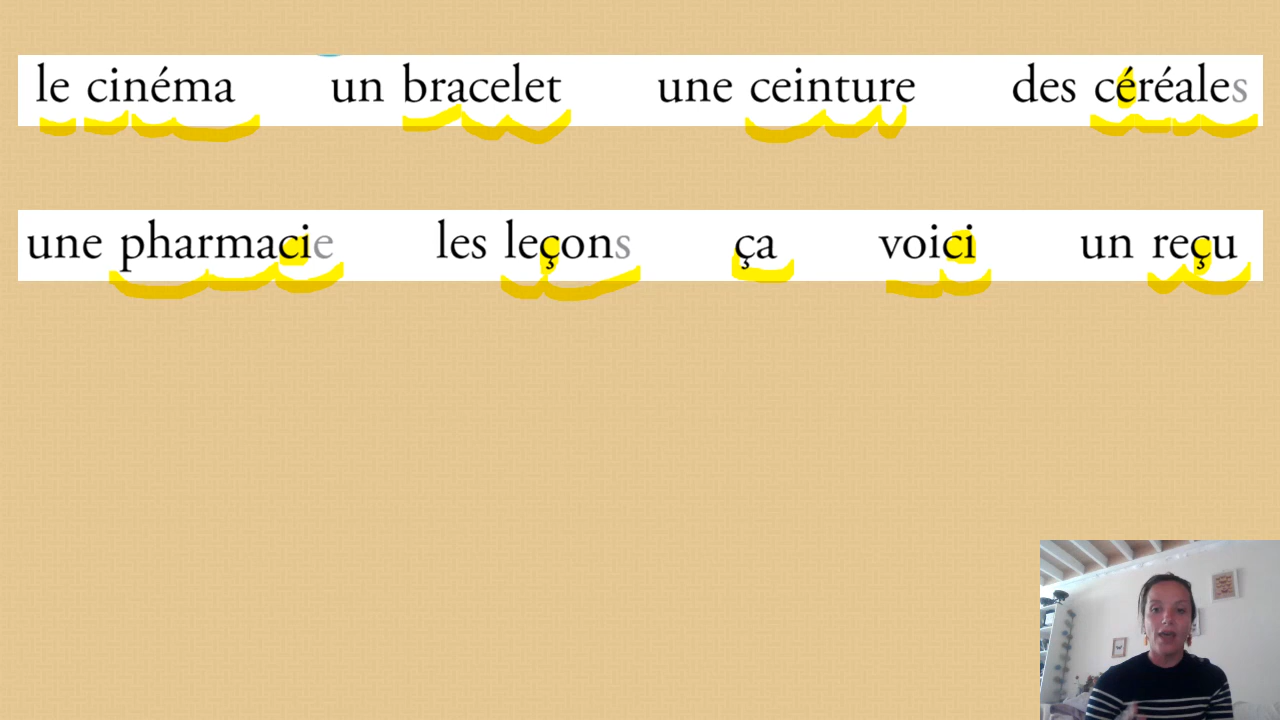 le cinéma un bracelet une ceinture des céréales
une pharmacie les leçons ça voici un reçu